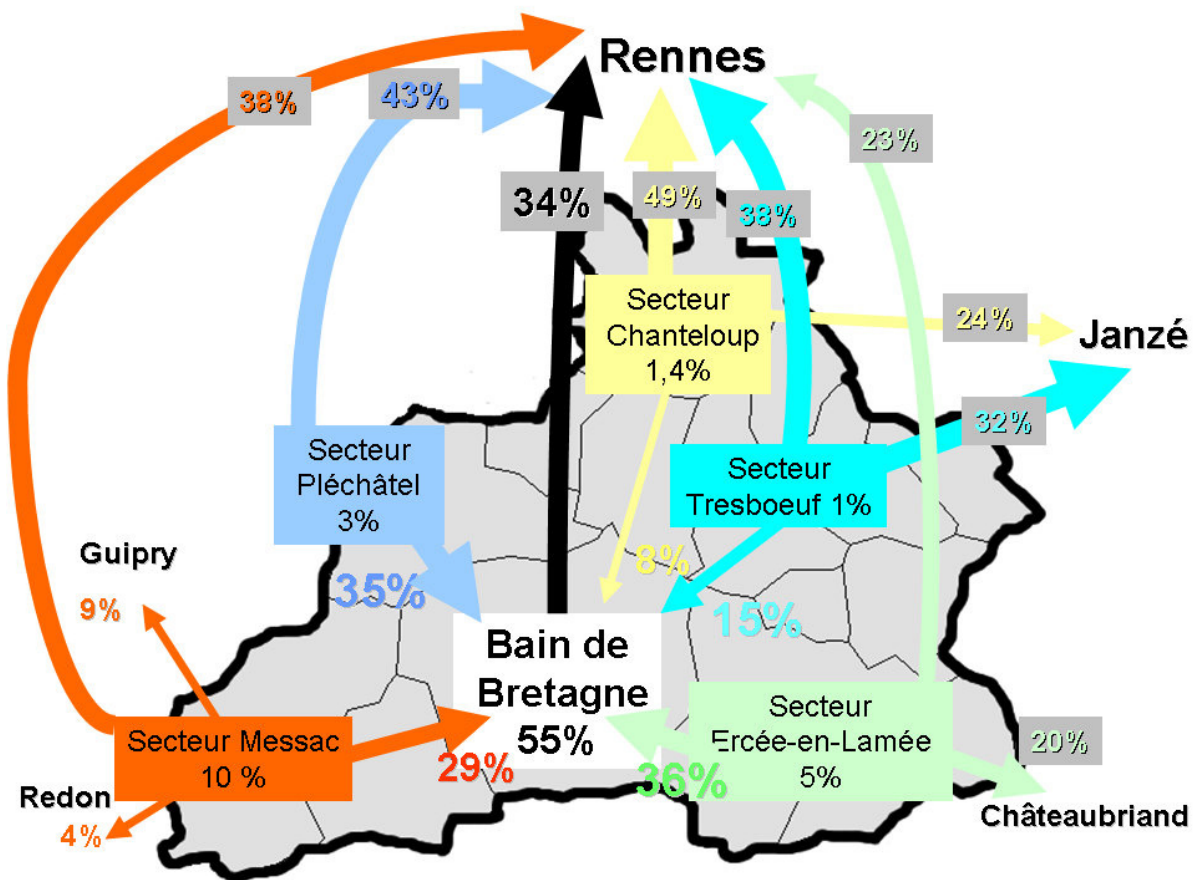 Rennes
38%
43%
34%
49%
38%
23%
Secteur
Chanteloup
1,4%
24%
Janzé
32%
Secteur
Pléchâtel
3%
Secteur
Tresboeuf 1%
Guipry
9%
35%
8%
15%
Bain de
Bretagne
55%
Secteur Messac
10 %
29%
36%
Secteur
Ercée-en-Lamée
5%
20%
Redon
4%
Châteaubriand